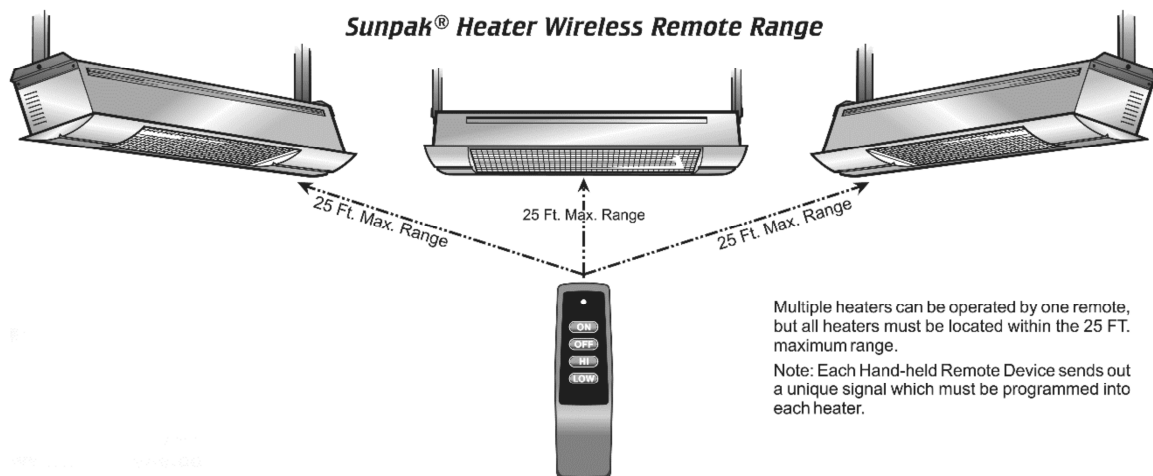 Sunpak® Heater Wireless Remote Range
25 Ft. Max. Range
25 Ft. Max. Range
25 Ft. Max. Range
ON
OFF
HI
LOW
Multiple heaters can be operated by one remote,
but all heaters must be located within the 25 FT.
maximum range.
Note: Each Hand-held Remote Device sends out
a unique signal which must be programmed into
each heater.